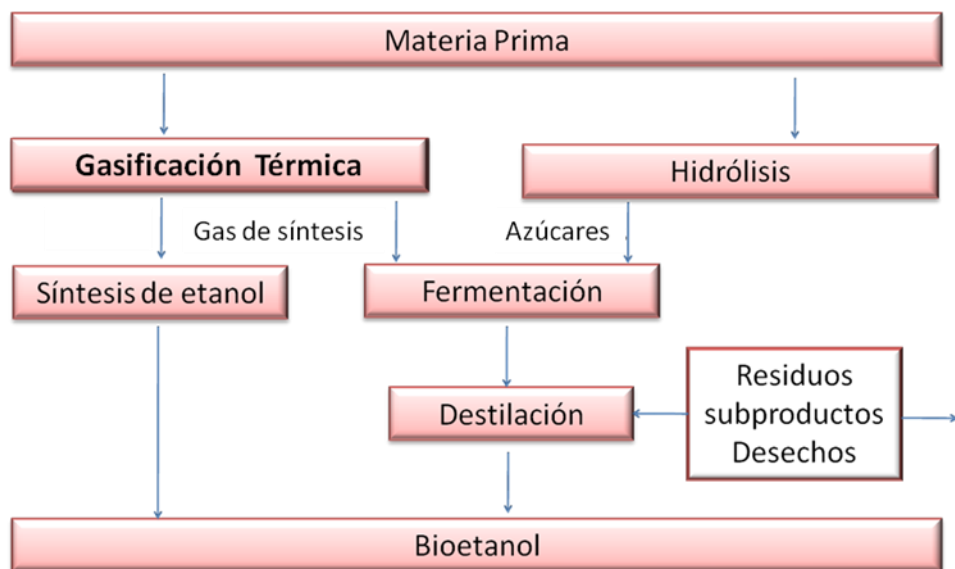 Materia Prima
Gasificación Térmica
Hidrólisis
Gas de síntesis
Azúcares
Síntesis de etanol
Fermentación
Destilación
Residuos
subproductos
Desechos
Bioetanol